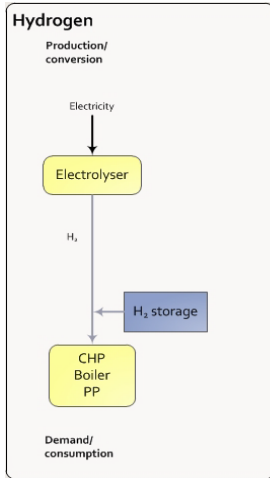 Hydrogen
Production/
conversion
Electricity
Electrolyser
H₂
H₂ storage
CHP
Boiler
PP
Demand/
consumption